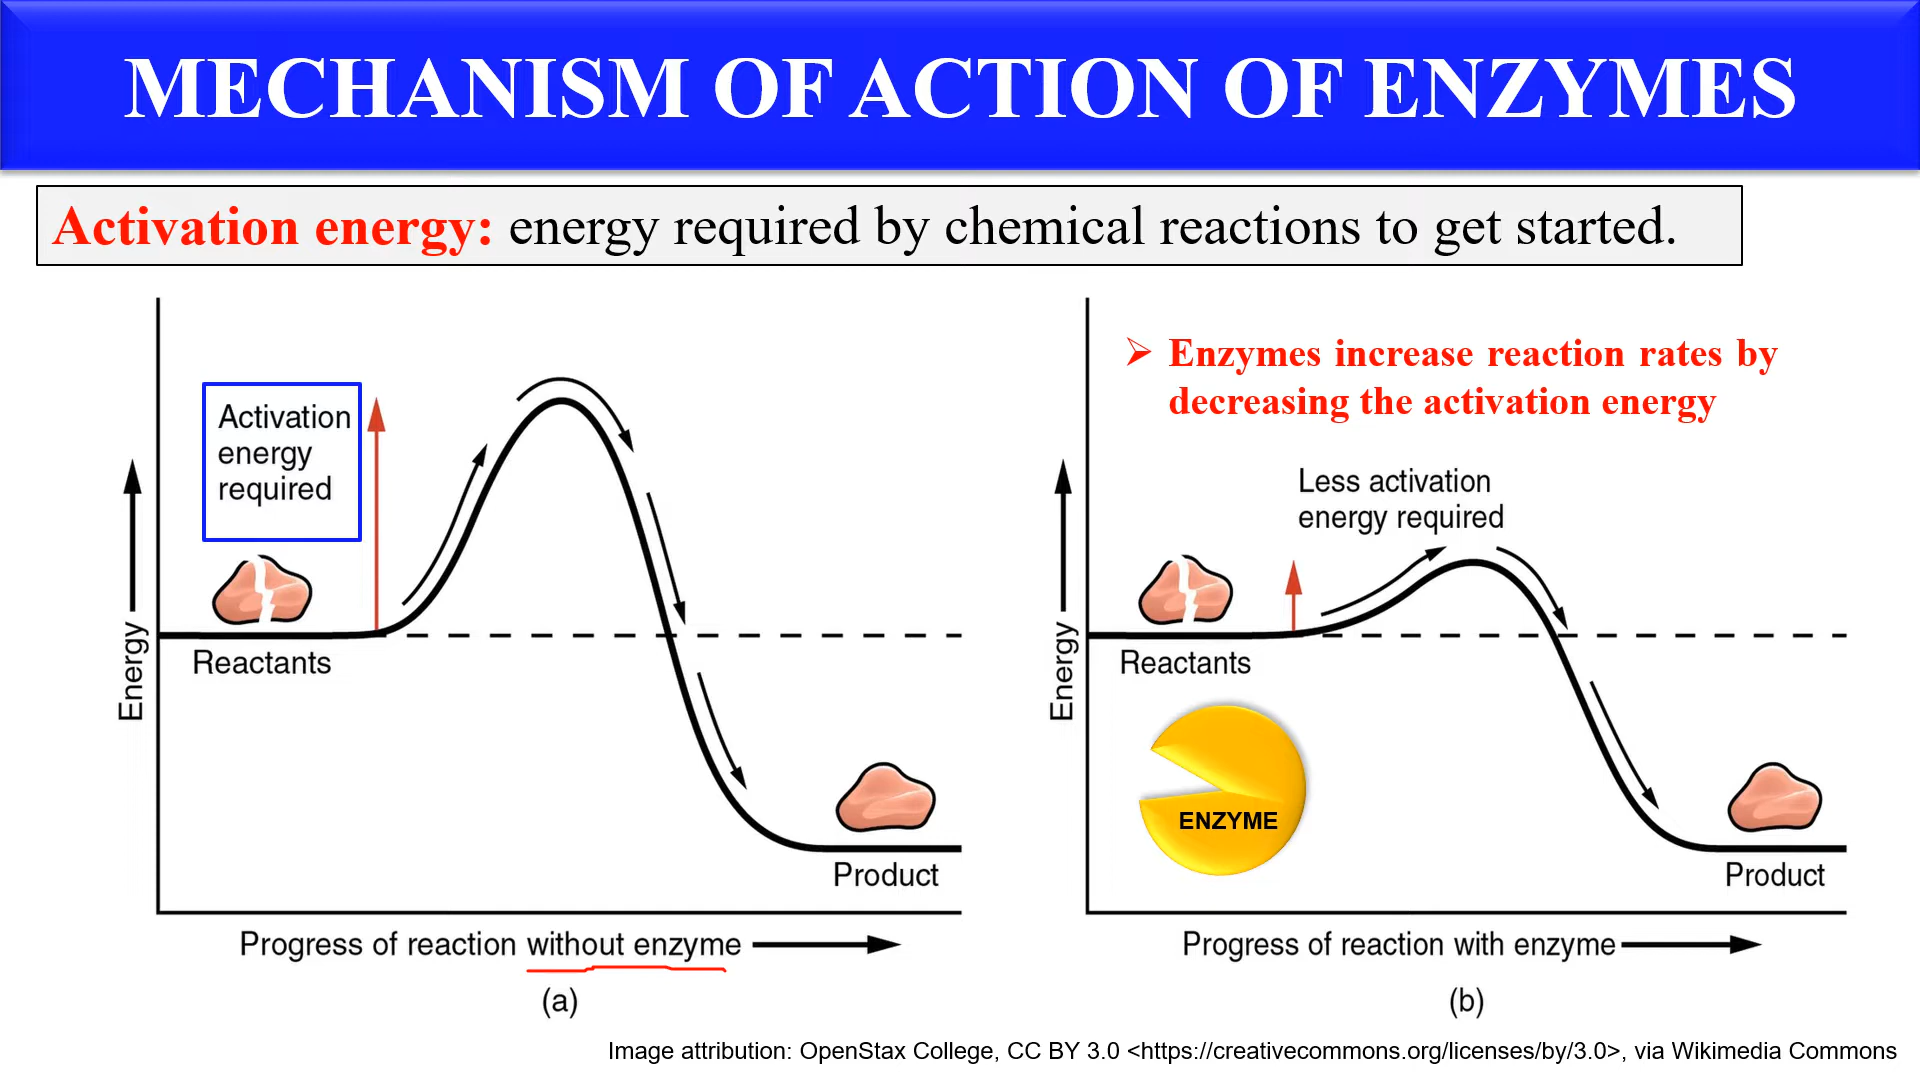 MECHANISM OF ACTION OF ENZYMES
Activation energy: energy required by chemical reactions to get started.
Activation
energy
required
Reactants
Energy
Product
Progress of reaction without enzyme
(a)
Enzymes increase reaction rates by
decreasing the activation energy
Less activation
energy required
Reactants
Energy
ENZYME
Product
Progress of reaction with enzyme
(b)
Image attribution: OpenStax College, CC BY 3.0 <https://creativecommons.org/licenses/by/3.0>, via Wikimedia Commons